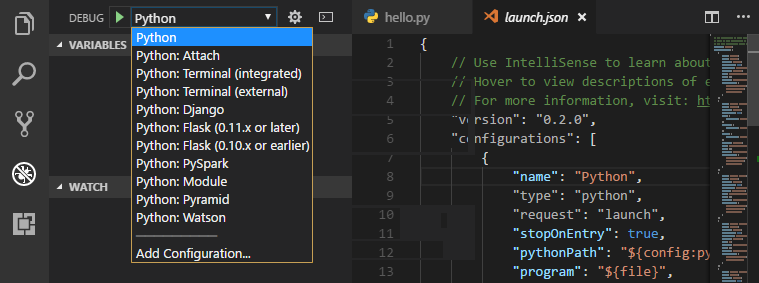 DEBUG
Python
hello.py
launch.json
VARIABLES
WATCH
Python
Python: Attach
Python: Terminal (integrated)
Python: Terminal (external)
Python: Django
Python: Flask (0.11.x or later)
Python: Flask (0.10.x or earlier)
Python: PySpark
Python: Module
Python: Pyramid
Python: Watson
Add Configuration...
1 {
2 // Use IntelliSense to learn about
3 // Hover to view descriptions of e
4 // For more information, visit: ht
5 "version": "0.2.0",
6 "configurations": [
7 {
8 "name": "Python",
9 "type": "python",
10 "request": "launch",
11 "stopOnEntry": true,
12 "pythonPath": "${config:py
13 "program": "${file}",